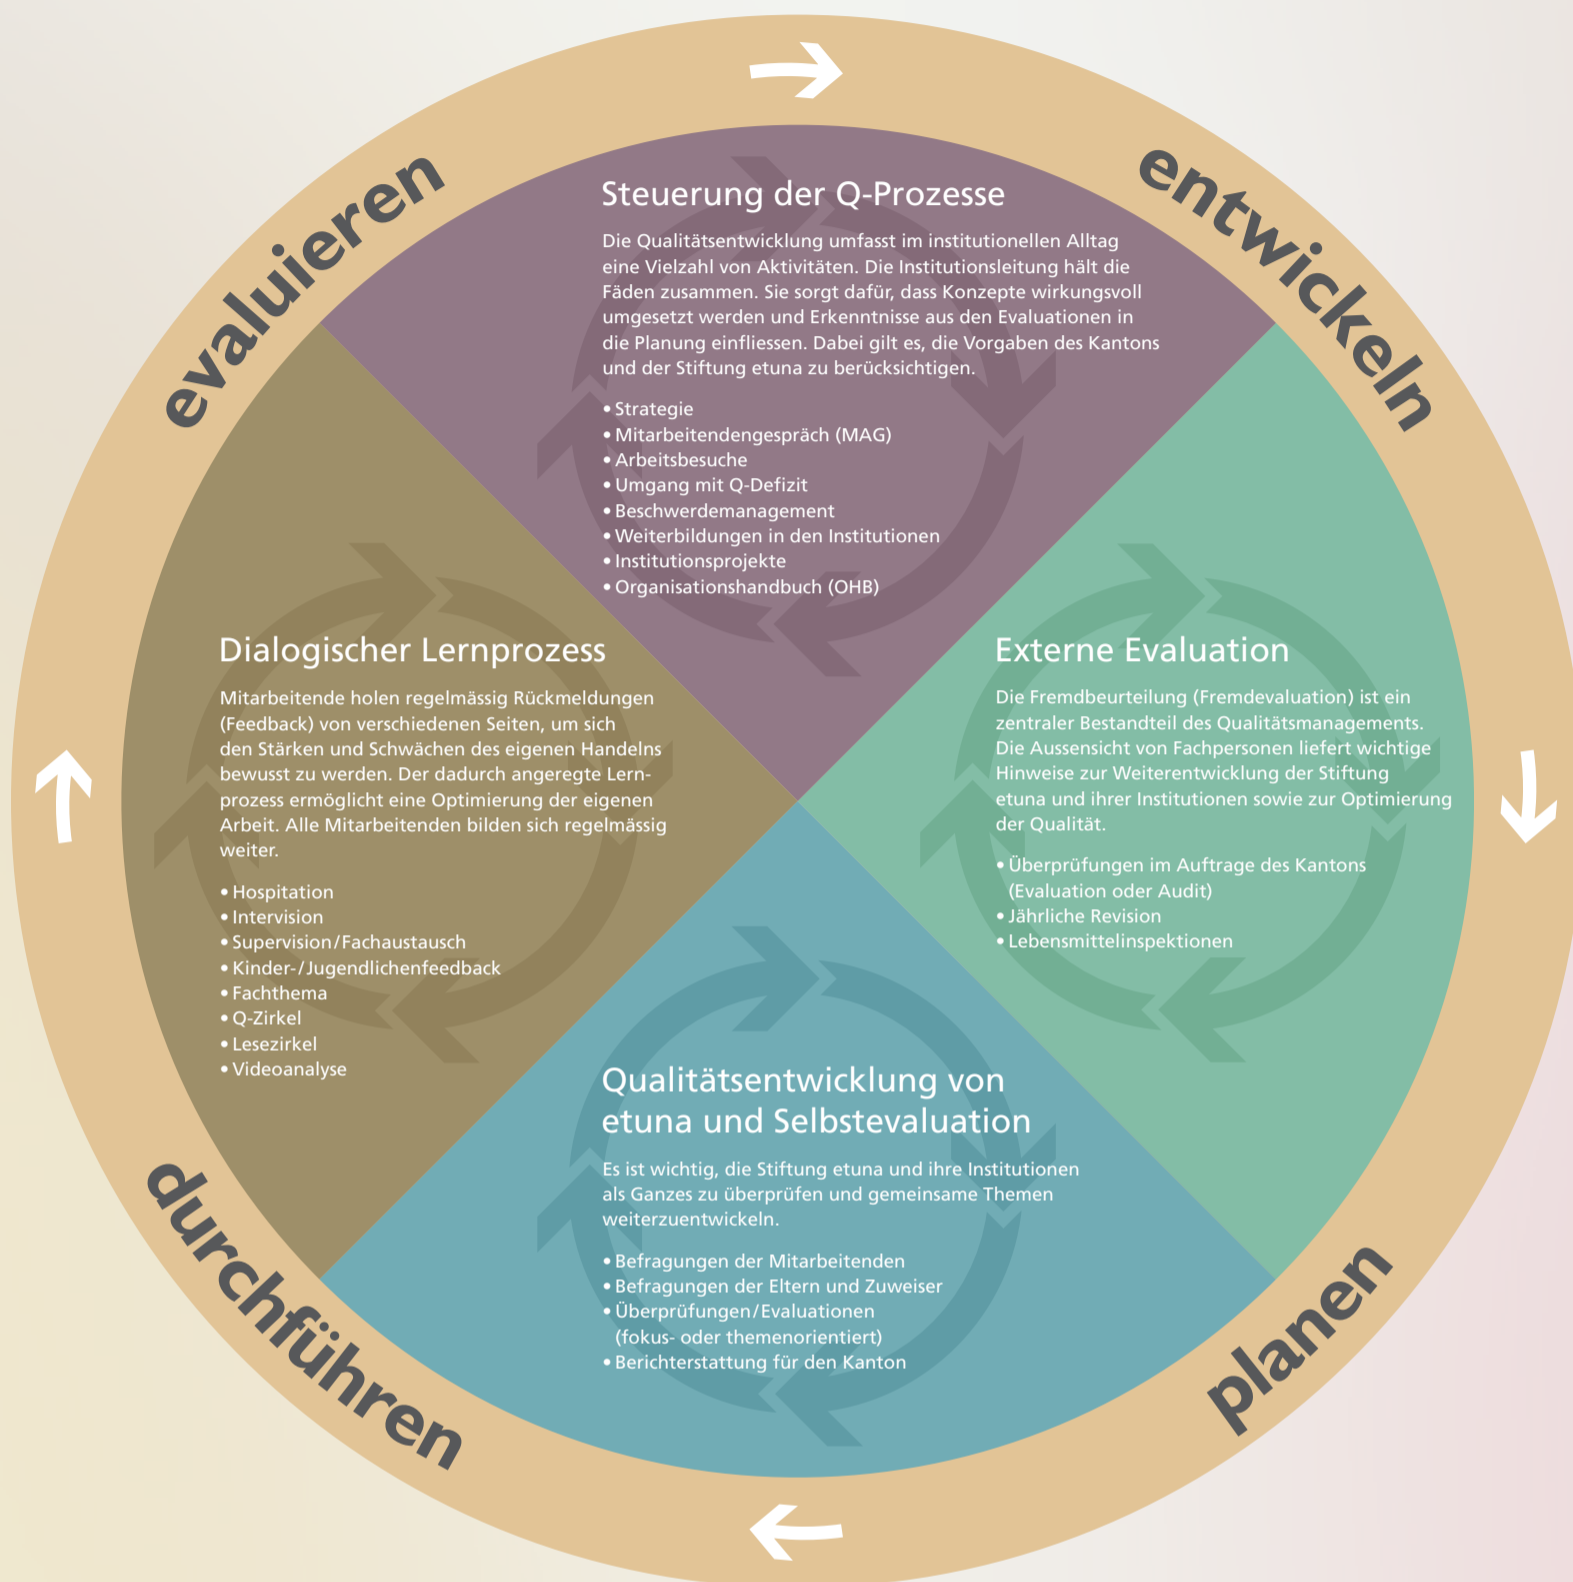 evaluieren
entwickeln
Steuerung der Q-Prozesse
Die Qualitätsentwicklung umfasst im institutionellen Alltag
eine Vielzahl von Aktivitäten. Die Institutionsleitung hält die
Fäden zusammen. Sie sorgt dafür, dass Konzepte wirkungsvoll
umgesetzt werden und Erkenntnisse aus den Evaluationen in
die Planung einfliessen. Dabei gilt es, die Vorgaben des Kantons
und der Stiftung etuna zu berücksichtigen.
• Strategie
• Mitarbeitendengespräch (MAG)
• Arbeitsbesuche
• Umgang mit Q-Defizit
• Beschwerdemanagement
• Weiterbildungen in den Institutionen
• Institutionsprojekte
• Organisationshandbuch (OHB)
Dialogischer Lernprozess
Mitarbeitende holen regelmässig Rückmeldungen
(Feedback) von verschiedenen Seiten, um sich
den Stärken und Schwächen des eigenen Handelns
bewusst zu werden. Der dadurch angeregte Lern-
prozess ermöglicht eine Optimierung der eigenen
Arbeit. Alle Mitarbeitenden bilden sich regelmässig
weiter.
• Hospitation
• Intervision
• Supervision/Fachaustausch
• Kinder-/Jugendlichenfeedback
• Fachthema
• Q-Zirkel
• Lesezirkel
• Videoanalyse
Externe Evaluation
Die Fremdbeurteilung (Fremdevaluation) ist ein
zentraler Bestandteil des Qualitätsmanagements.
Die Aussensicht von Fachpersonen liefert wichtige
Hinweise zur Weiterentwicklung der Stiftung
etuna und ihrer Institutionen sowie zur Optimierung
der Qualität.
• Überprüfungen im Auftrage des Kantons
(Evaluation oder Audit)
• Jährliche Revision
• Lebensmittelinspektionen
Qualitätsentwicklung von
etuna und Selbstevaluation
Es ist wichtig, die Stiftung etuna und ihre Institutionen
als Ganzes zu überprüfen und gemeinsame Themen
weiterzuentwickeln.
• Befragungen der Mitarbeitenden
• Befragungen der Eltern und Zuweiser
• Überprüfungen/Evaluationen
(fokus- oder themenorientiert)
• Berichterstattung für den Kanton
durchführen
planen